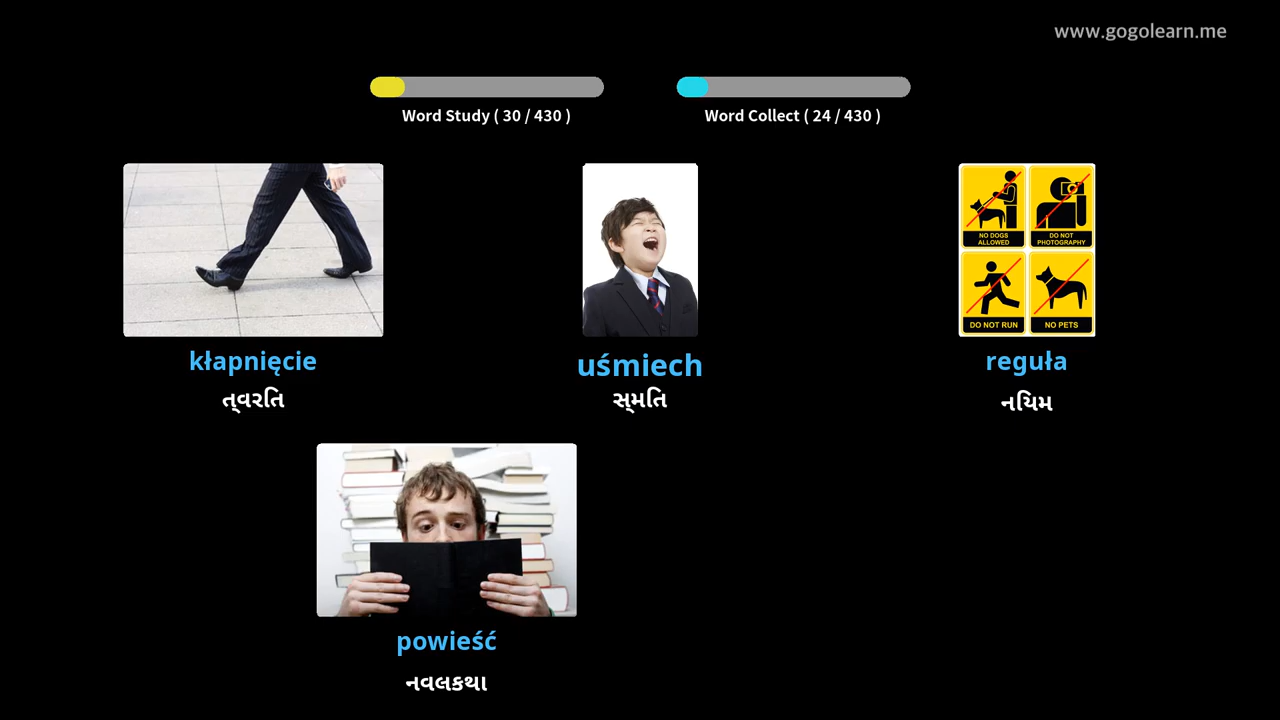 www.gogolearn.me
Word Study ( 30 / 430 )
Word Collect ( 24 / 430 )
NO DOGS
ALLOWED
DO NOT
PHOTOGRAPHY
DO NOT RUN
NO PETS
kłapnięcie
uśmiech
reguła
ત્વરતિ
સ્મતિ
નયિમ
powieść
નવલકથા